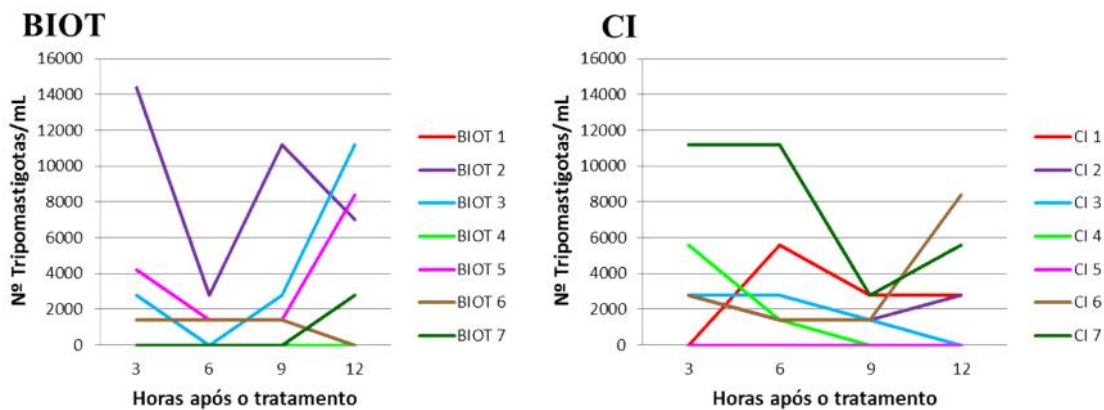 BIOT
16000
14000
12000
10000
8000
6000
4000
2000
0
3 6 9 12
Nº Tripomastigotas/mL
Horas após o tratamento
BIOT 1
BIOT 2
BIOT 3
BIOT 4
BIOT 5
BIOT 6
BIOT 7
CI
16000
14000
12000
10000
8000
6000
4000
2000
0
3 6 9 12
Nº Tripomastigotas/mL
Horas após o tratamento
CI 1
CI 2
CI 3
CI 4
CI 5
CI 6
CI 7